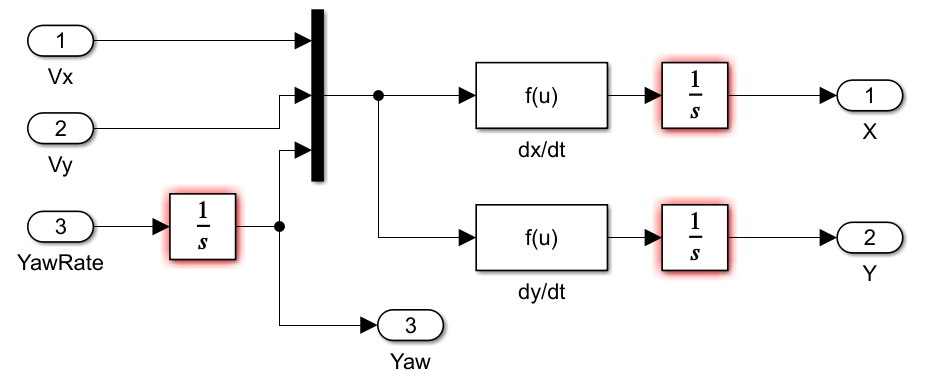 1
Vx
2
Vy
3
YawRate
1
s
f(u)
dx/dt
1
s
1
X
f(u)
dy/dt
1
s
2
Y
3
Yaw